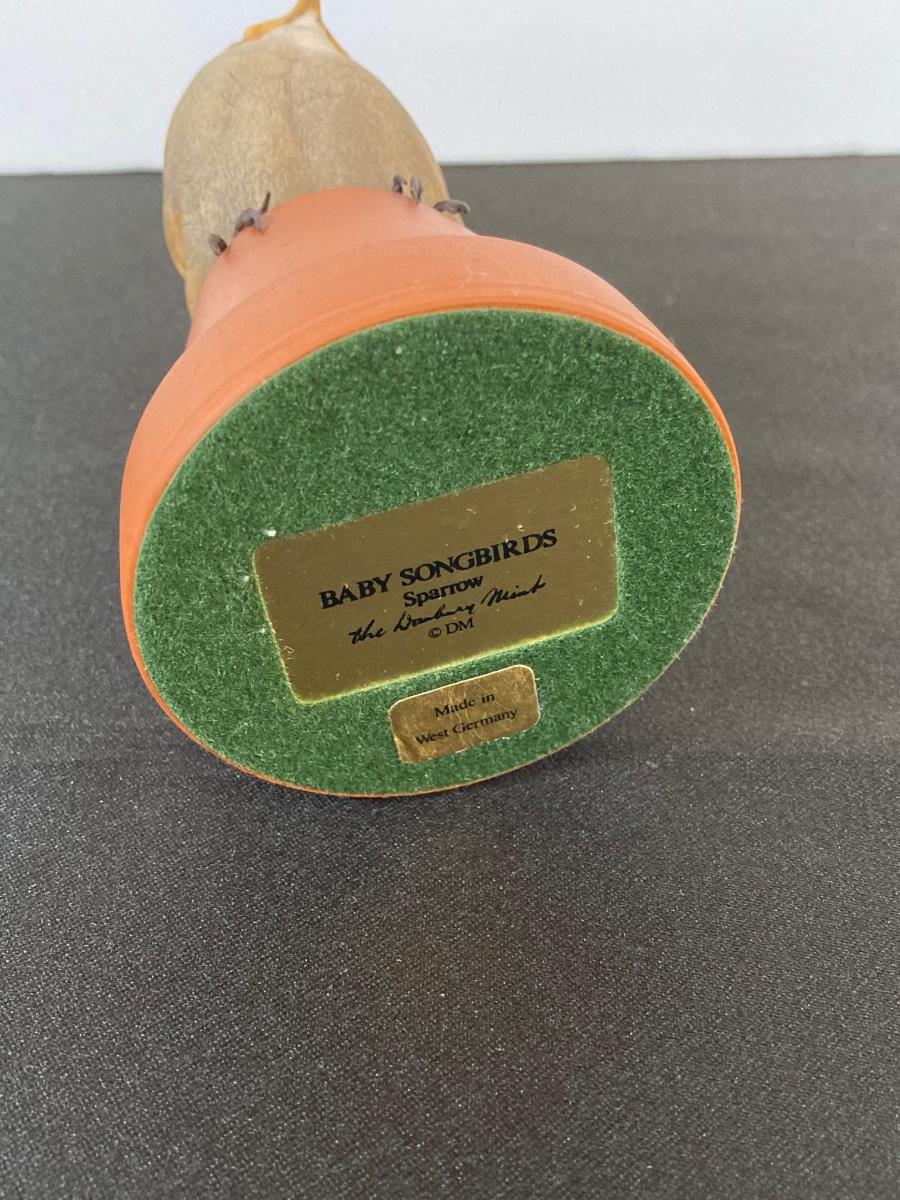 BABY SONGBIRDS
Sparrow
the Danbury Mint
© DM
Made in
West Germany